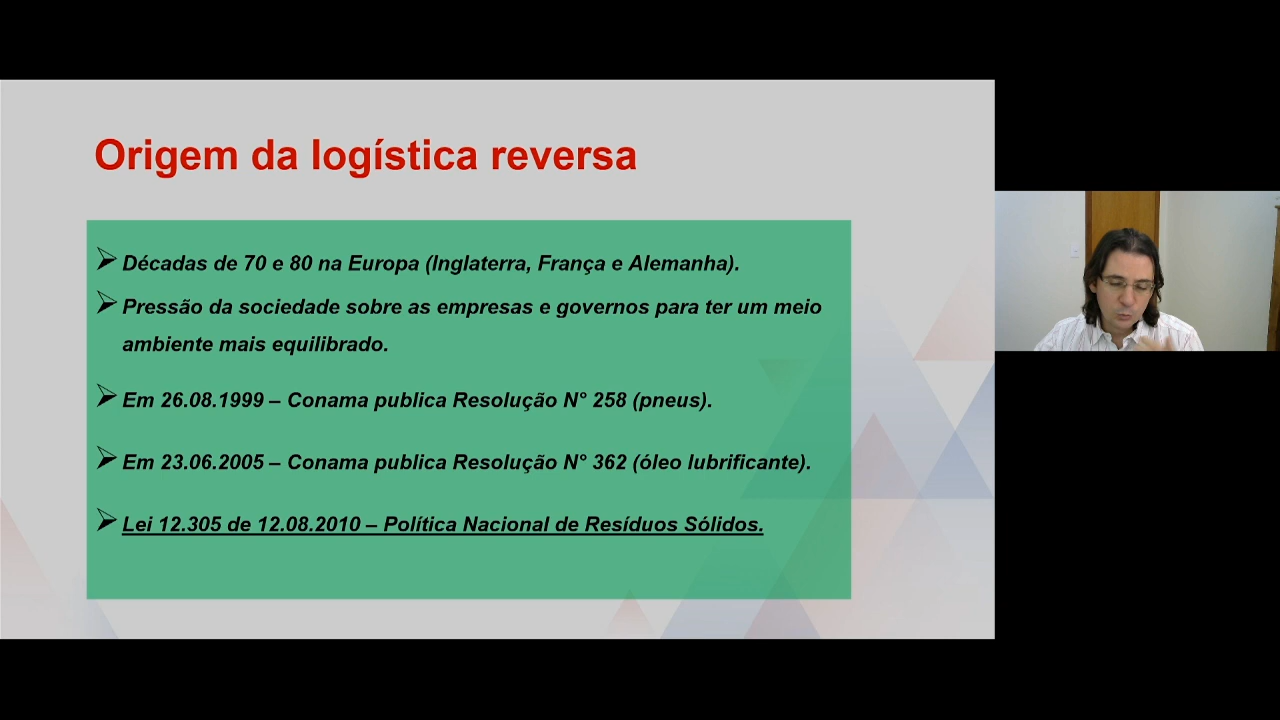 Origem da logística reversa
Décadas de 70 e 80 na Europa (Inglaterra, França e Alemanha).
Pressão da sociedade sobre as empresas e governos para ter um meio
ambiente mais equilibrado.
Em 26.08.1999 – Conama publica Resolução N° 258 (pneus).
Em 23.06.2005 – Conama publica Resolução N° 362 (óleo lubrificante).
Lei 12.305 de 12.08.2010 – Política Nacional de Resíduos Sólidos.